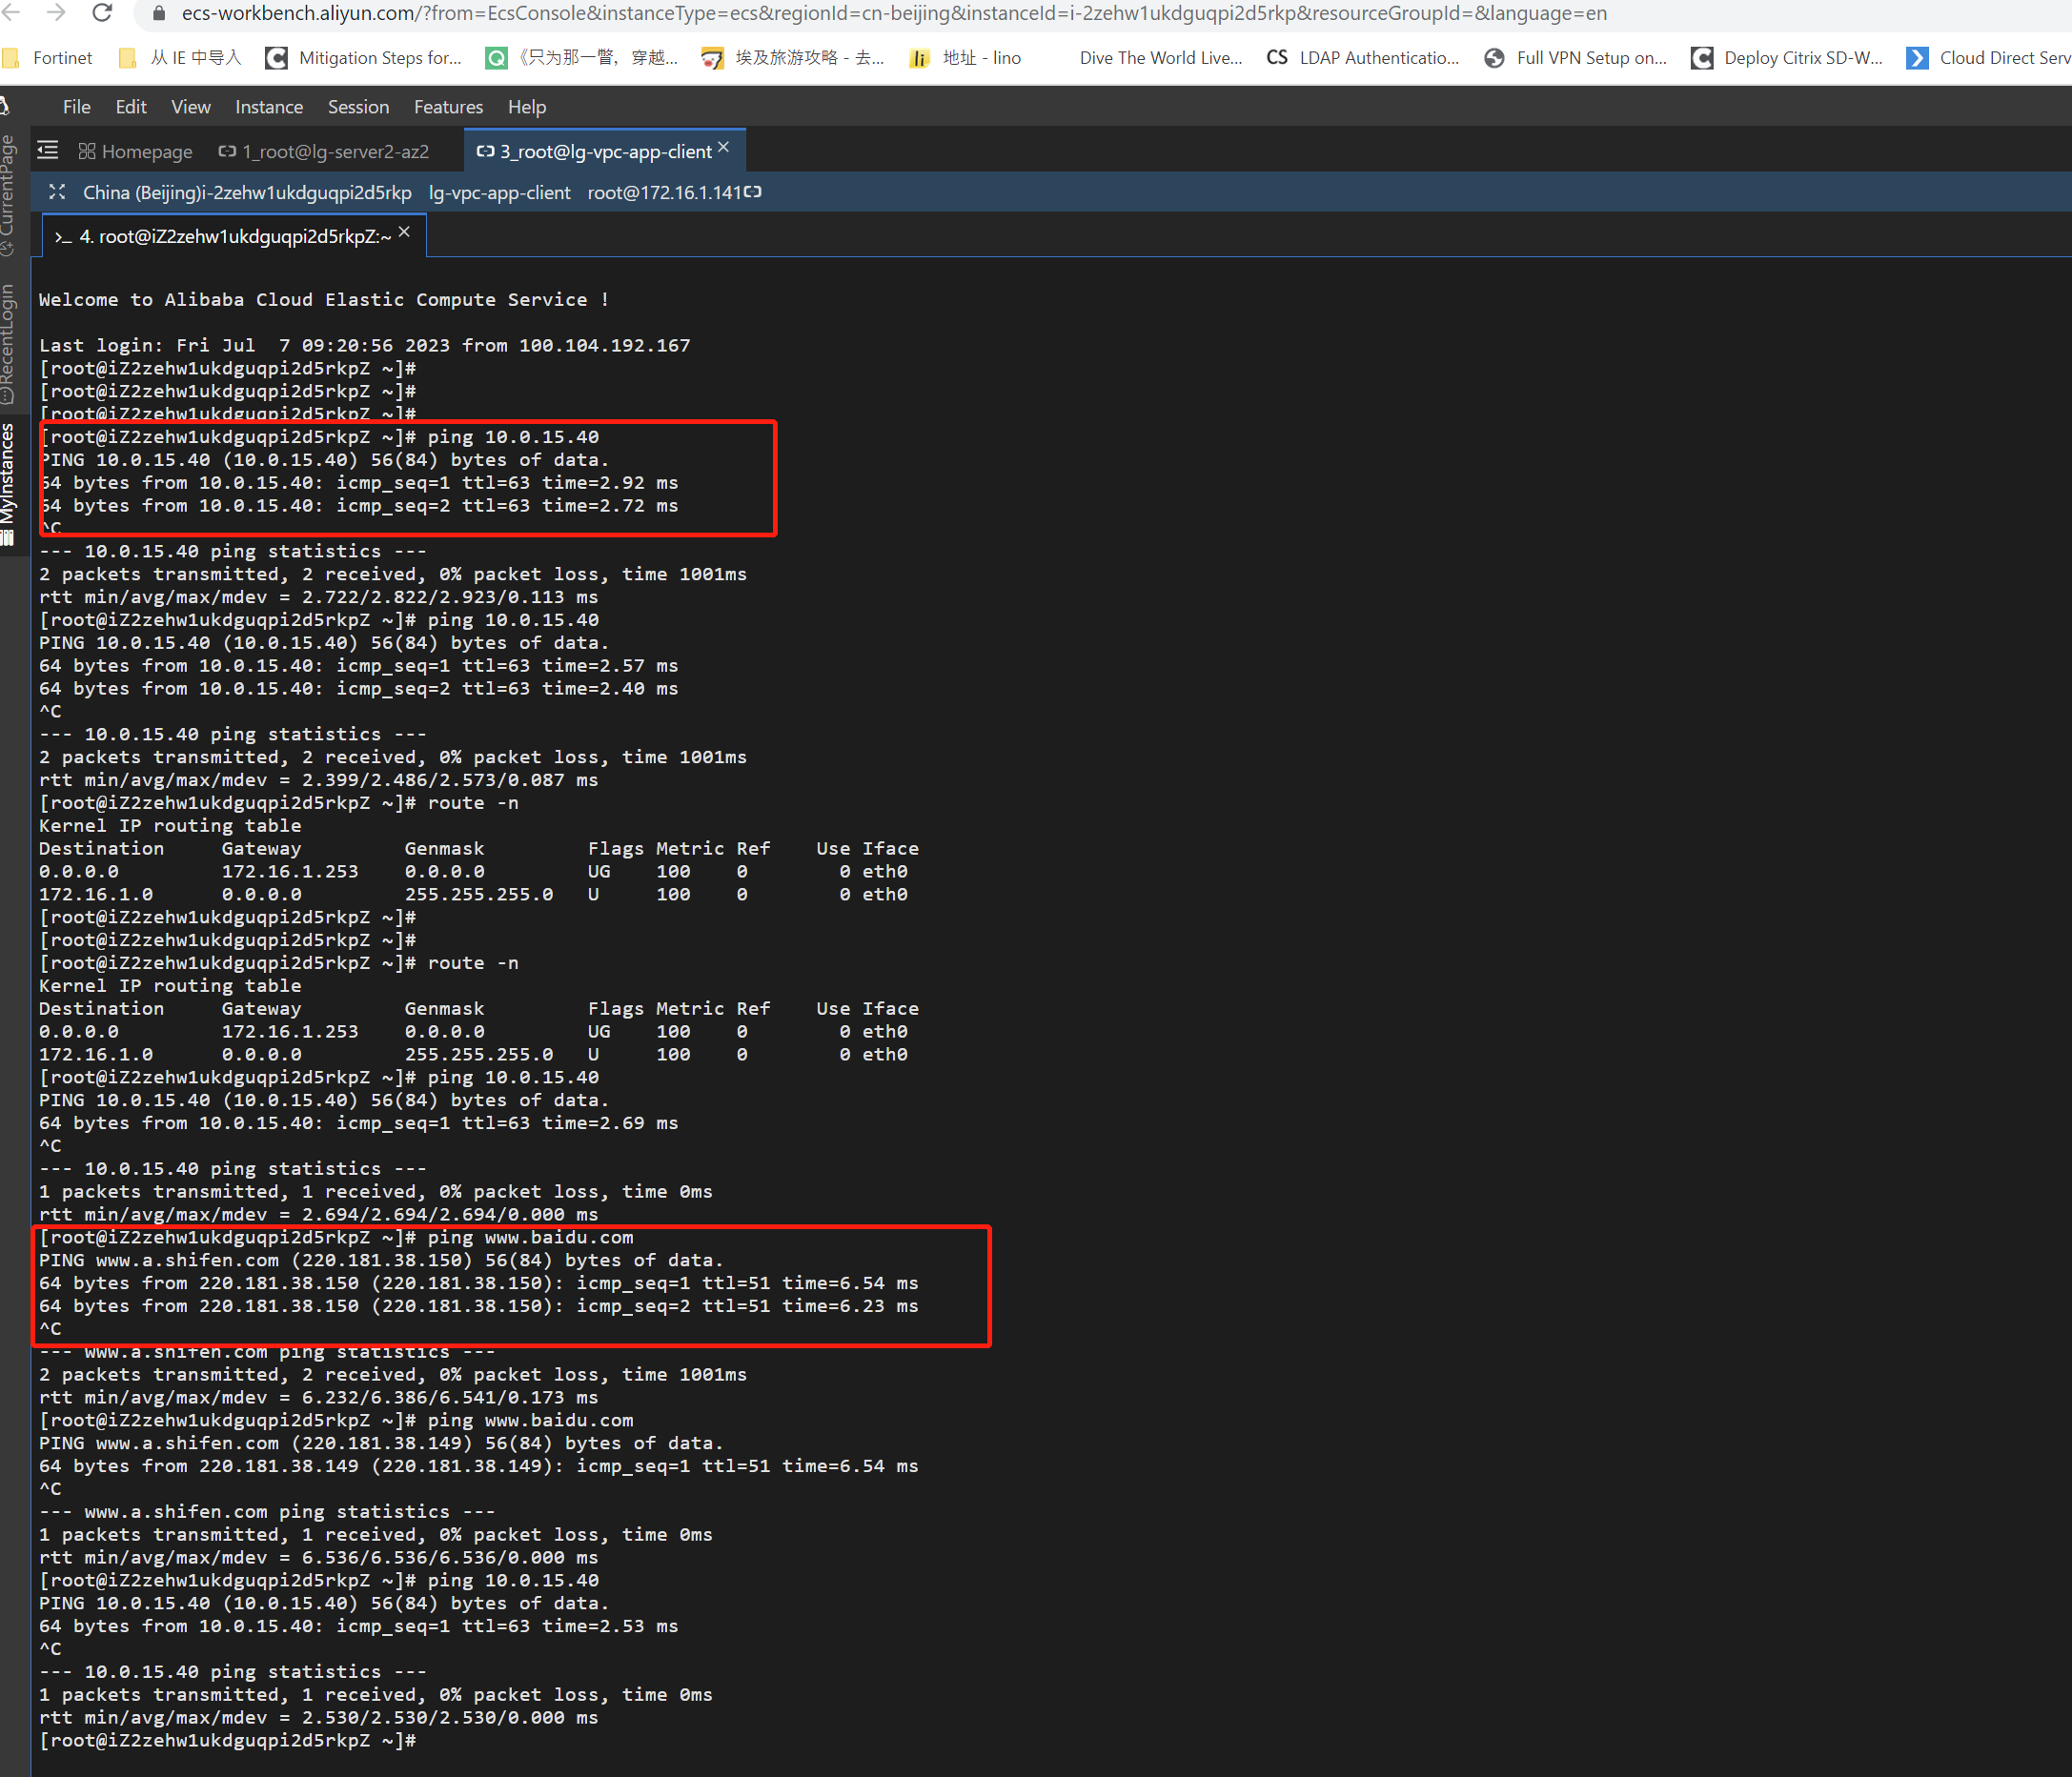 ecs-workbench.aliyun.com/?from=EcsConsole&instanceType=ecs&regionId=cn-beijing&instanceId=i-2zehw1ukdguqpi2d5rkp&resourceGroupId=&language=en
Fortinet 从 IE 中导入 Mitigation Steps for... 《只为那一瞥，穿越... 埃及旅游攻略 - 去... 地址 - lino Dive The World Live... CS LDAP Authenticatio... Full VPN Setup on... Deploy Citrix SD-W... Cloud Direct Serv
File Edit View Instance Session Features Help
Homepage 1_root@lg-server2-az2 3_root@lg-vpc-app-client
China (Beijing)i-2zehw1ukdguqpi2d5rkp lg-vpc-app-client root@172.16.1.141
>_ 4. root@iZ2zehw1ukdguqpi2d5rkpZ:~
CurrentPage
RecentLogin
MyInstances
Welcome to Alibaba Cloud Elastic Compute Service !
Last login: Fri Jul  7 09:20:56 2023 from 100.104.192.167
[root@iZ2zehw1ukdguqpi2d5rkpZ ~]#
[root@iZ2zehw1ukdguqpi2d5rkpZ ~]#
[root@iZ2zehw1ukdguqpi2d5rkpZ ~]#
[root@iZ2zehw1ukdguqpi2d5rkpZ ~]# ping 10.0.15.40
PING 10.0.15.40 (10.0.15.40) 56(84) bytes of data.
64 bytes from 10.0.15.40: icmp_seq=1 ttl=63 time=2.92 ms
64 bytes from 10.0.15.40: icmp_seq=2 ttl=63 time=2.72 ms
^C
--- 10.0.15.40 ping statistics ---
2 packets transmitted, 2 received, 0% packet loss, time 1001ms
rtt min/avg/max/mdev = 2.722/2.822/2.923/0.113 ms
[root@iZ2zehw1ukdguqpi2d5rkpZ ~]# ping 10.0.15.40
PING 10.0.15.40 (10.0.15.40) 56(84) bytes of data.
64 bytes from 10.0.15.40: icmp_seq=1 ttl=63 time=2.57 ms
64 bytes from 10.0.15.40: icmp_seq=2 ttl=63 time=2.40 ms
^C
--- 10.0.15.40 ping statistics ---
2 packets transmitted, 2 received, 0% packet loss, time 1001ms
rtt min/avg/max/mdev = 2.399/2.486/2.573/0.087 ms
[root@iZ2zehw1ukdguqpi2d5rkpZ ~]# route -n
Kernel IP routing table
Destination     Gateway         Genmask         Flags Metric Ref    Use Iface
0.0.0.0         172.16.1.253    0.0.0.0         UG    100    0        0 eth0
172.16.1.0      0.0.0.0         255.255.255.0   U     100    0        0 eth0
[root@iZ2zehw1ukdguqpi2d5rkpZ ~]#
[root@iZ2zehw1ukdguqpi2d5rkpZ ~]#
[root@iZ2zehw1ukdguqpi2d5rkpZ ~]# route -n
Kernel IP routing table
Destination     Gateway         Genmask         Flags Metric Ref    Use Iface
0.0.0.0         172.16.1.253    0.0.0.0         UG    100    0        0 eth0
172.16.1.0      0.0.0.0         255.255.255.0   U     100    0        0 eth0
[root@iZ2zehw1ukdguqpi2d5rkpZ ~]# ping 10.0.15.40
PING 10.0.15.40 (10.0.15.40) 56(84) bytes of data.
64 bytes from 10.0.15.40: icmp_seq=1 ttl=63 time=2.69 ms
^C
--- 10.0.15.40 ping statistics ---
1 packets transmitted, 1 received, 0% packet loss, time 0ms
rtt min/avg/max/mdev = 2.694/2.694/2.694/0.000 ms
[root@iZ2zehw1ukdguqpi2d5rkpZ ~]# ping www.baidu.com
PING www.a.shifen.com (220.181.38.150) 56(84) bytes of data.
64 bytes from 220.181.38.150 (220.181.38.150): icmp_seq=1 ttl=51 time=6.54 ms
64 bytes from 220.181.38.150 (220.181.38.150): icmp_seq=2 ttl=51 time=6.23 ms
^C
--- www.a.shifen.com ping statistics ---
2 packets transmitted, 2 received, 0% packet loss, time 1001ms
rtt min/avg/max/mdev = 6.232/6.386/6.541/0.173 ms
[root@iZ2zehw1ukdguqpi2d5rkpZ ~]# ping www.baidu.com
PING www.a.shifen.com (220.181.38.149) 56(84) bytes of data.
64 bytes from 220.181.38.149 (220.181.38.149): icmp_seq=1 ttl=51 time=6.54 ms
^C
--- www.a.shifen.com ping statistics ---
1 packets transmitted, 1 received, 0% packet loss, time 0ms
rtt min/avg/max/mdev = 6.536/6.536/6.536/0.000 ms
[root@iZ2zehw1ukdguqpi2d5rkpZ ~]# ping 10.0.15.40
PING 10.0.15.40 (10.0.15.40) 56(84) bytes of data.
64 bytes from 10.0.15.40: icmp_seq=1 ttl=63 time=2.53 ms
^C
--- 10.0.15.40 ping statistics ---
1 packets transmitted, 1 received, 0% packet loss, time 0ms
rtt min/avg/max/mdev = 2.530/2.530/2.530/0.000 ms
[root@iZ2zehw1ukdguqpi2d5rkpZ ~]#